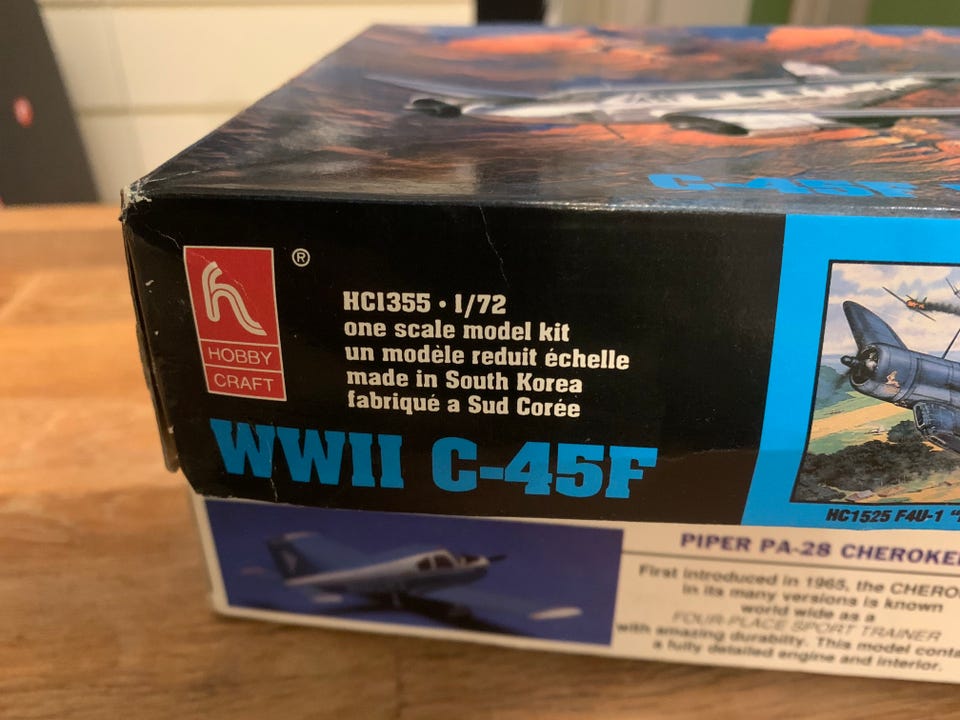 C-45F
®
HOBBY
CRAFT
HC1355 • 1/72
one scale model kit
un modèle reduit échelle
made in South Korea
fabriqué a Sud Corée
WWII C-45F
HC1525 F4U-1 "
PIPER PA-28 CHEROKE
First introduced in 1965, the CHERO
in its many versions is known
world wide as a
FOUR-PLACE SPORT TRAINER
with amazing durability. This model conta
a fully detailed engine and interior.